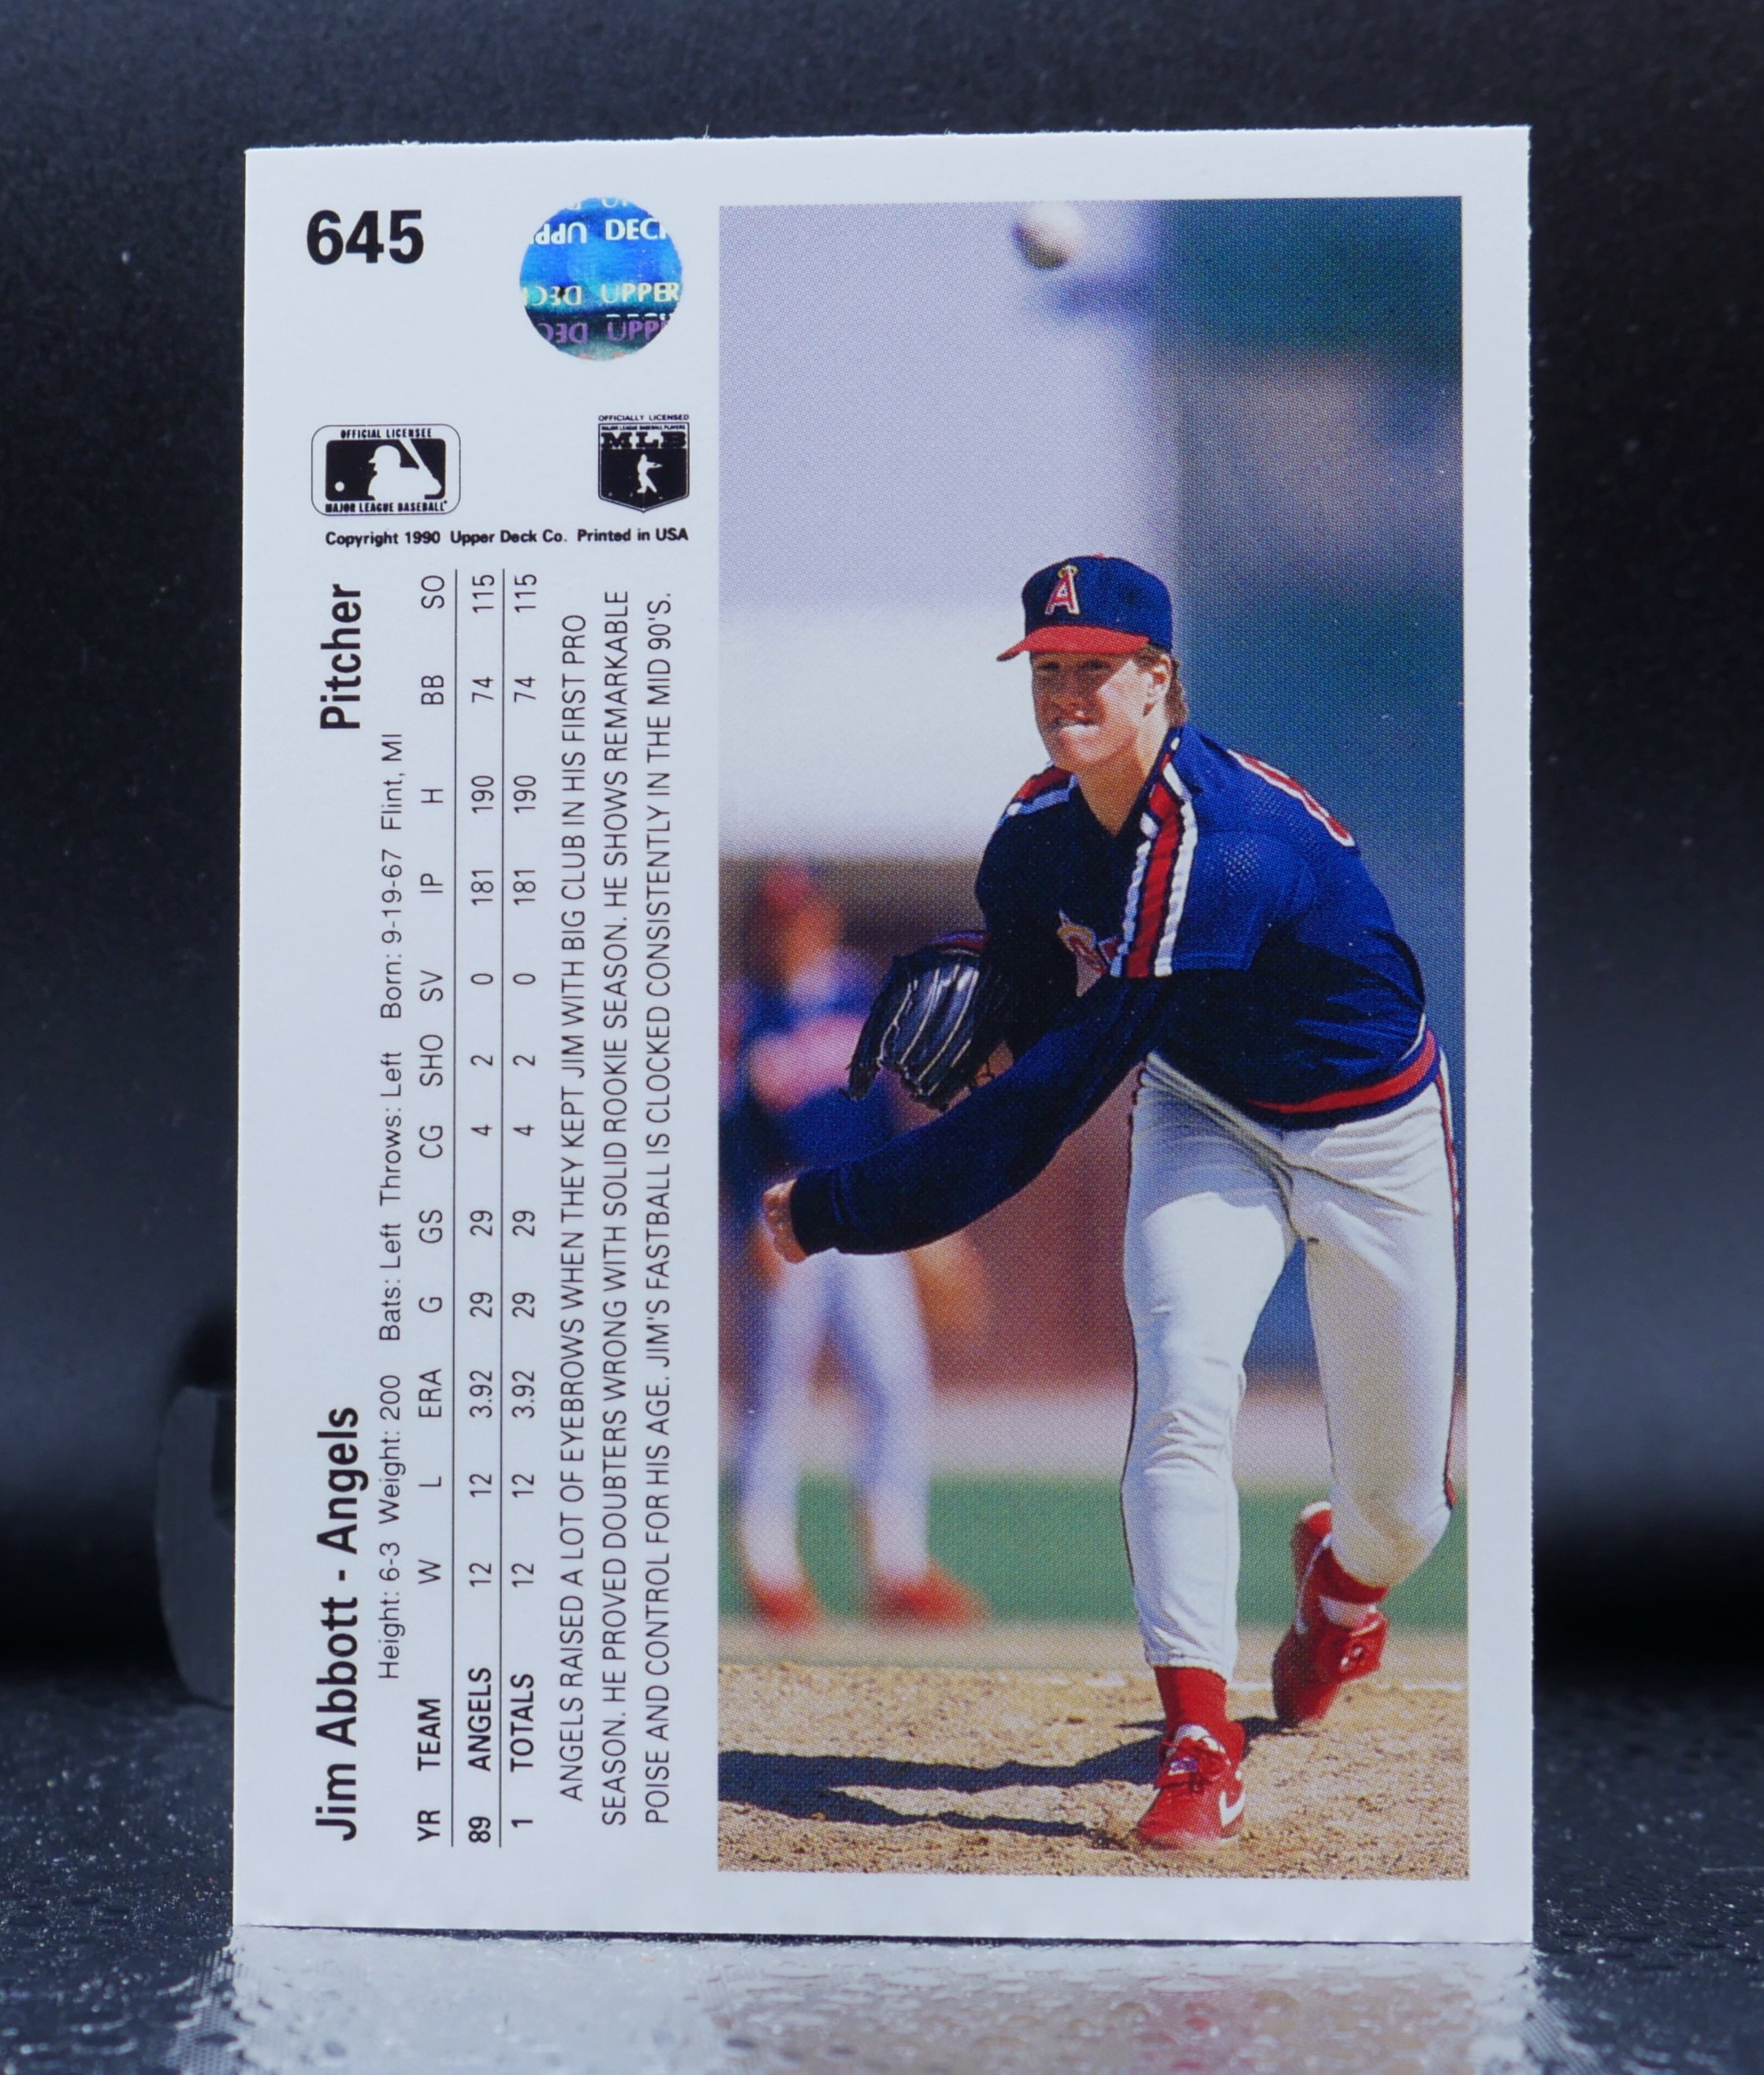 645
UPPER DECK
UPPER
DECK
OFFICIAL LICENSEE
MAJOR LEAGUE BASEBALL
OFFICIALLY LICENSED
MAJOR LEAGUE BASEBALL PLAYERS
MLB
Copyright 1990 Upper Deck Co. Printed in USA
Jim Abbott - Angels Pitcher
Height: 6-3 Weight: 200 Bats: Left Throws: Left Born: 9-19-67 Flint, MI
YR TEAM W L ERA G GS CG SHO SV IP H BB SO
89 ANGELS 12 12 3.92 29 29 4 2 0 181 190 74 115
1 TOTALS 12 12 3.92 29 29 4 2 0 181 190 74 115
ANGELS RAISED A LOT OF EYEBROWS WHEN THEY KEPT JIM WITH BIG CLUB IN HIS FIRST PRO
SEASON. HE PROVED DOUBTERS WRONG WITH SOLID ROOKIE SEASON. HE SHOWS REMARKABLE
POISE AND CONTROL FOR HIS AGE. JIM'S FASTBALL IS CLOCKED CONSISTENTLY IN THE MID 90'S.
A